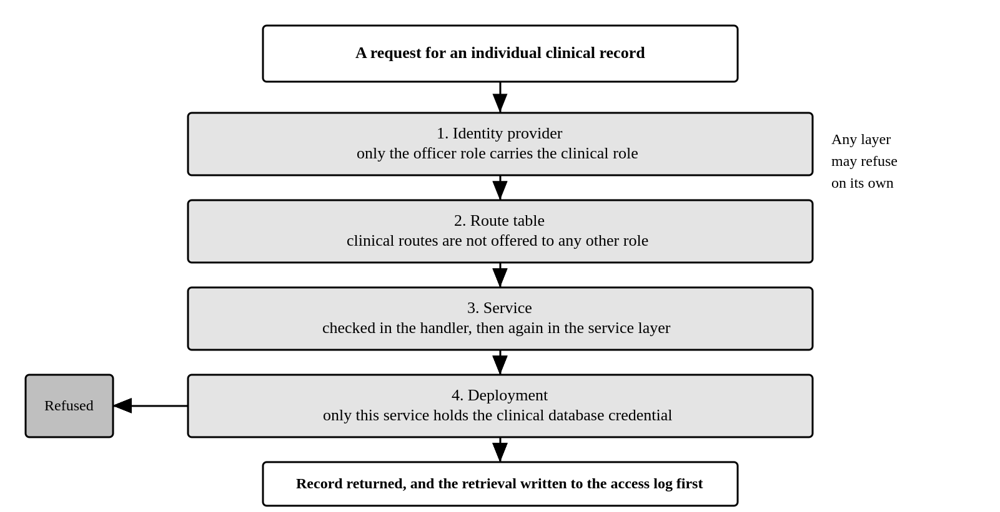 A request for an individual clinical record
1. Identity provider
only the officer role carries the clinical role
Any layer
may refuse
on its own
2. Route table
clinical routes are not offered to any other role
3. Service
checked in the handler, then again in the service layer
Refused
4. Deployment
only this service holds the clinical database credential
Record returned, and the retrieval written to the access log first